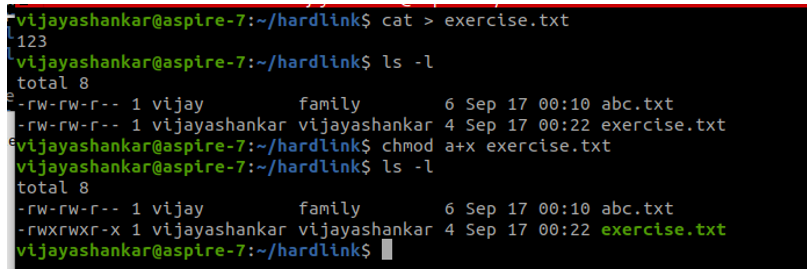 vijayashankar@aspire-7:~/hardlink$ cat > exercise.txt
123
vijayashankar@aspire-7:~/hardlink$ ls -l
total 8
-rw-rw-r-- 1 vijay         family        6 Sep 17 00:10 abc.txt
-rw-rw-r-- 1 vijayashankar vijayashankar 4 Sep 17 00:22 exercise.txt
vijayashankar@aspire-7:~/hardlink$ chmod a+x exercise.txt
vijayashankar@aspire-7:~/hardlink$ ls -l
total 8
-rw-rw-r-- 1 vijay         family        6 Sep 17 00:10 abc.txt
-rwxrwxr-x 1 vijayashankar vijayashankar 4 Sep 17 00:22 exercise.txt
vijayashankar@aspire-7:~/hardlink$